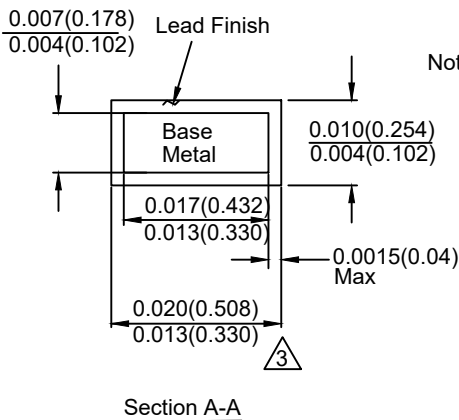 0.007(0.178)
0.004(0.102)
Lead Finish
Not
Base
Metal
0.010(0.254)
0.004(0.102)
0.017(0.432)
0.013(0.330)
0.0015(0.04)
Max
0.020(0.508)
0.013(0.330)
3
Section A-A